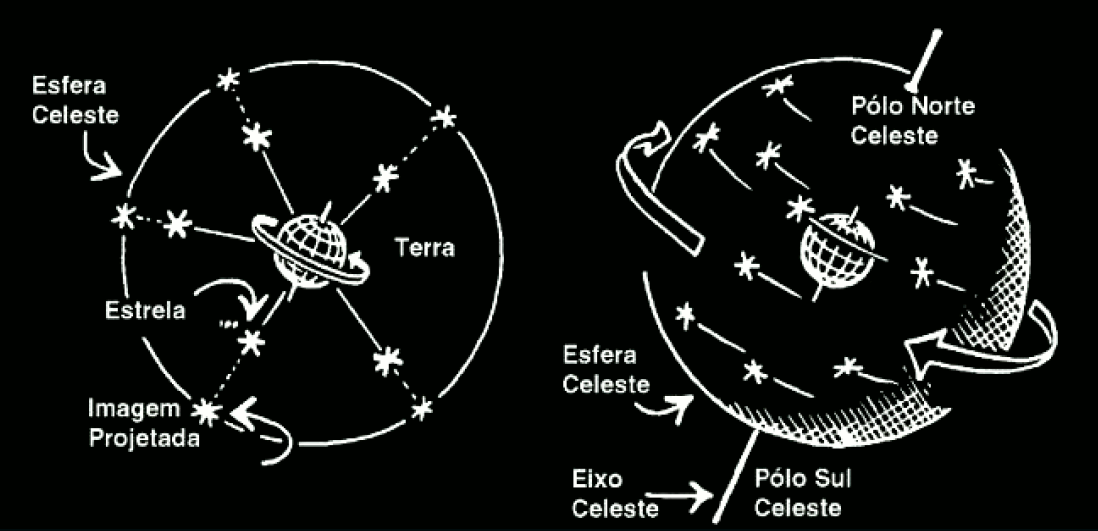 Esfera
Celeste
Terra
Estrela
Imagem
Projetada
Pólo Norte
Celeste
Esfera
Celeste
Eixo
Celeste
Pólo Sul
Celeste